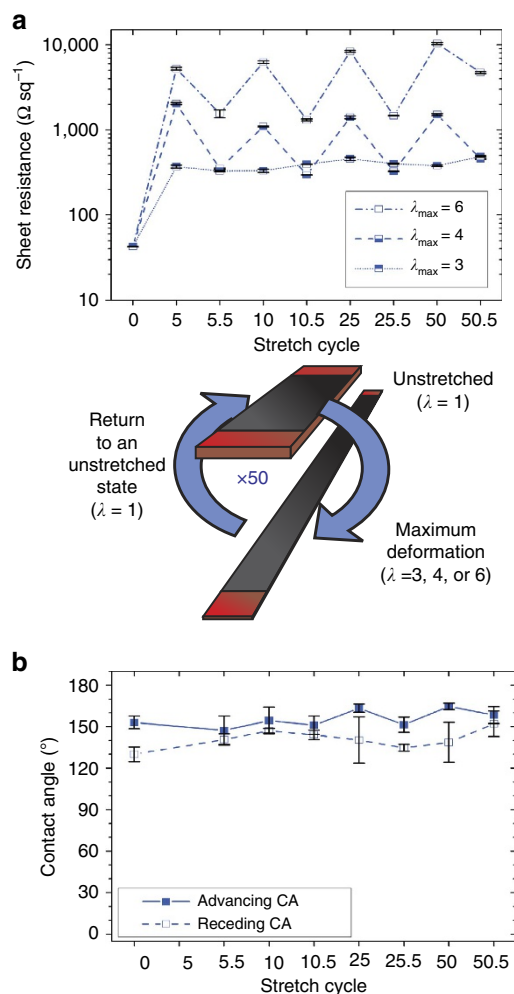 a
Sheet resistance (Ω sq⁻¹)
10,000
1,000
100
10
λmax = 6
λmax = 4
λmax = 3
0 5 5.5 10 10.5 25 25.5 50 50.5
Stretch cycle
Unstretched
(λ = 1)
Return
to an
unstretched
state
(λ = 1)
×50
Maximum
deformation
(λ =3, 4, or 6)
b
Contact angle (°)
180
150
120
90
60
30
0
Advancing CA
Receding CA
0 5 5.5 10 10.5 25 25.5 50 50.5
Stretch cycle